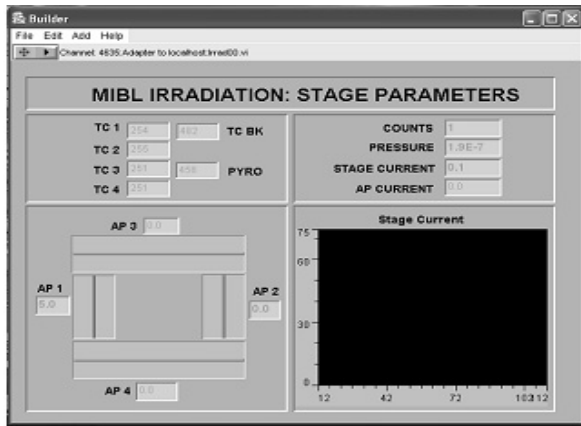 Builder
File Edit Add Help
Channel: 4635:Adapter to localhost:Irrad00.vi
MIBL IRRADIATION: STAGE PARAMETERS
TC 1 254 482 TC BK
TC 2 255
TC 3 251 450 PYRO
TC 4 251
COUNTS 1
PRESSURE 1.9E-7
STAGE CURRENT 0.1
AP CURRENT 0.0
AP 3 0.0
AP 1
5.0
AP 2
0.0
AP 4 0.0
Stage Current
75
60
30
0
12 42 72 102 12